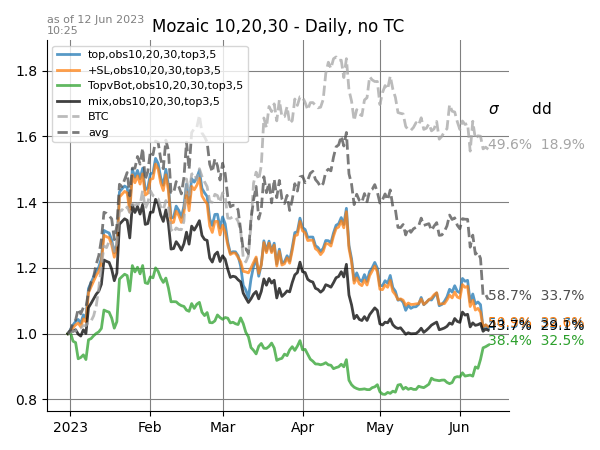 as of 12 Jun 2023
10:25
Mozaic 10,20,30 - Daily, no TC
top,obs10,20,30,top3,5
+SL,obs10,20,30,top3,5
TopvBot,obs10,20,30,top3,5
mix,obs10,20,30,top3,5
BTC
avg
σ dd
49.6% 18.9%
58.7% 33.7%
43.7% 29.1%
38.4% 32.5%
1.8
1.6
1.4
1.2
1.0
0.8
2023 Feb Mar Apr May Jun